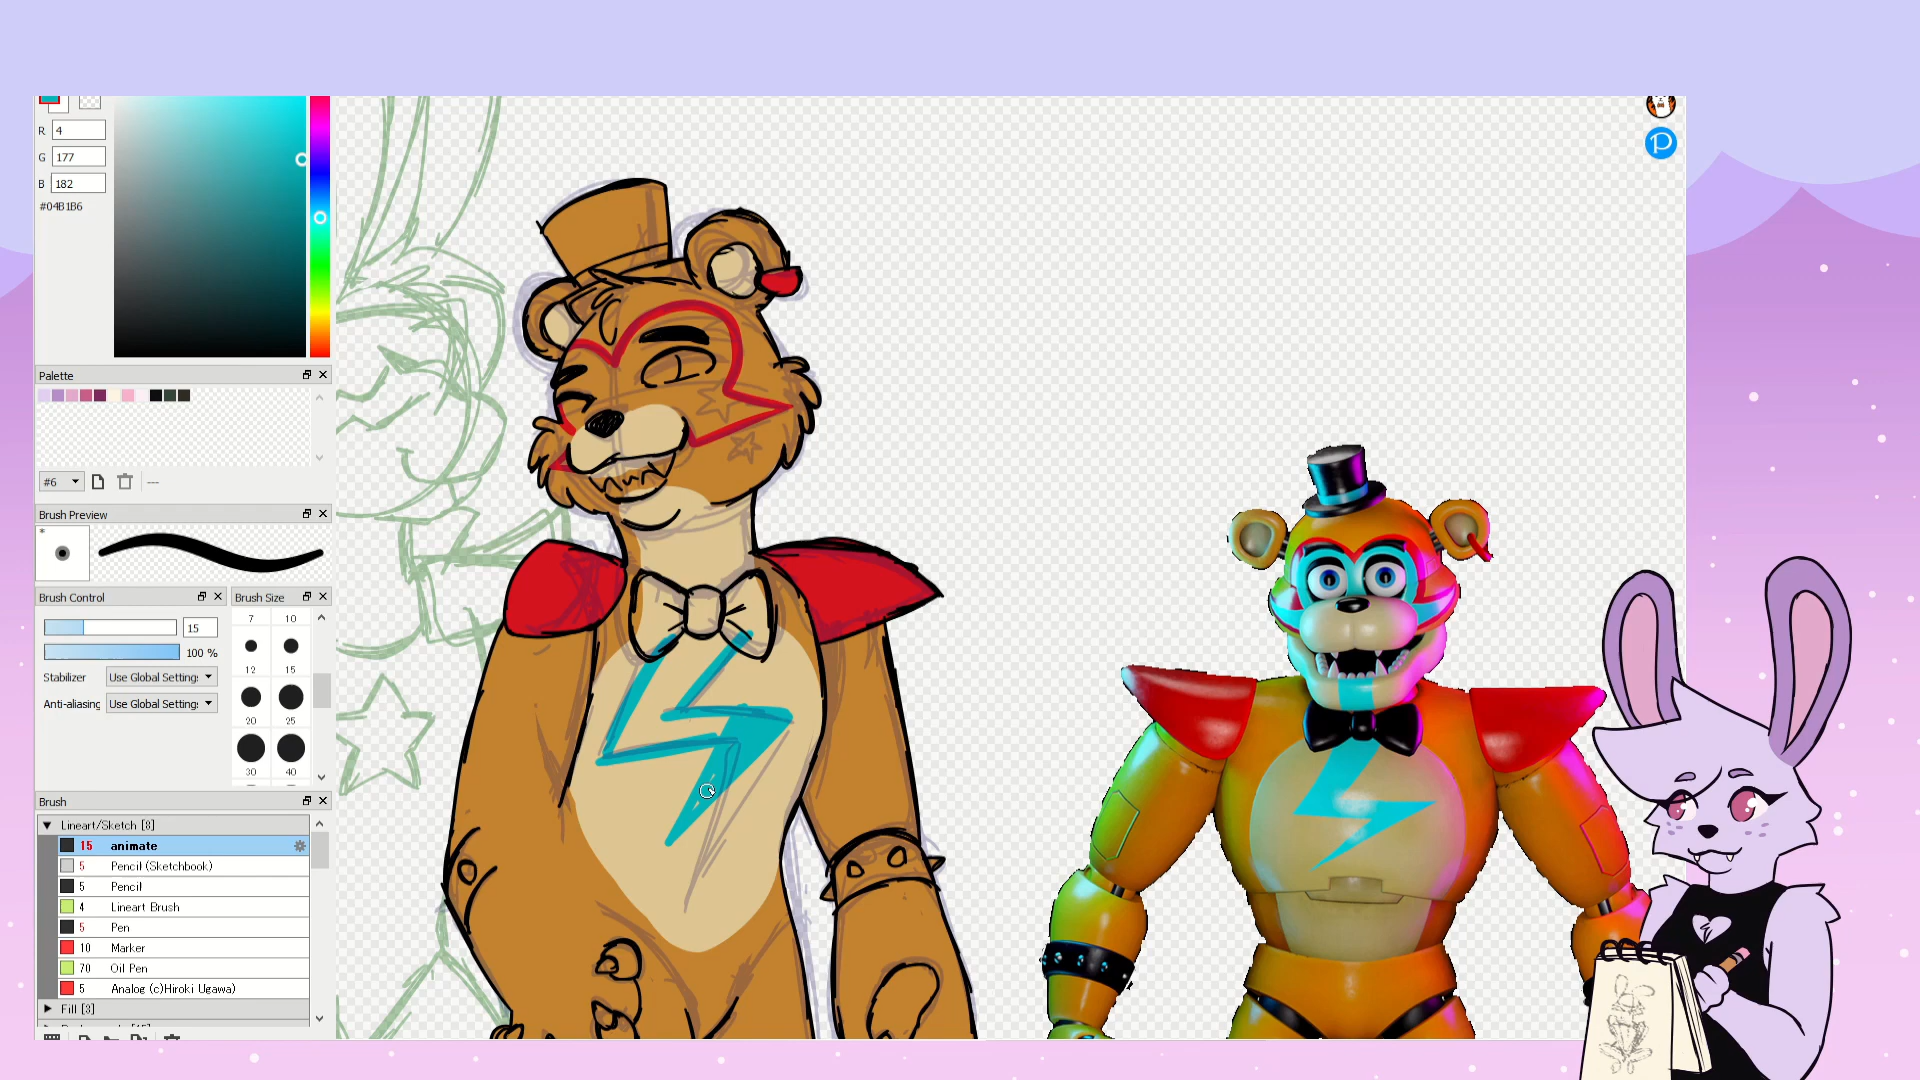 R 4
G 177
B 182
#04B1B6
Palette
#6
---
Brush Preview
*
Brush Control
Brush Size
15
100 %
Stabilizer Use Global Setting:
Anti-aliasing Use Global Setting:
7 10
12 15
20 25
30 40
Brush
Lineart/Sketch [8]
15 animate
5 Pencil (Sketchbook)
5 Pencil
4 Lineart Brush
5 Pen
10 Marker
70 Oil Pen
5 Analog (c)Hiroki Ugawa)
Fill [3]
P